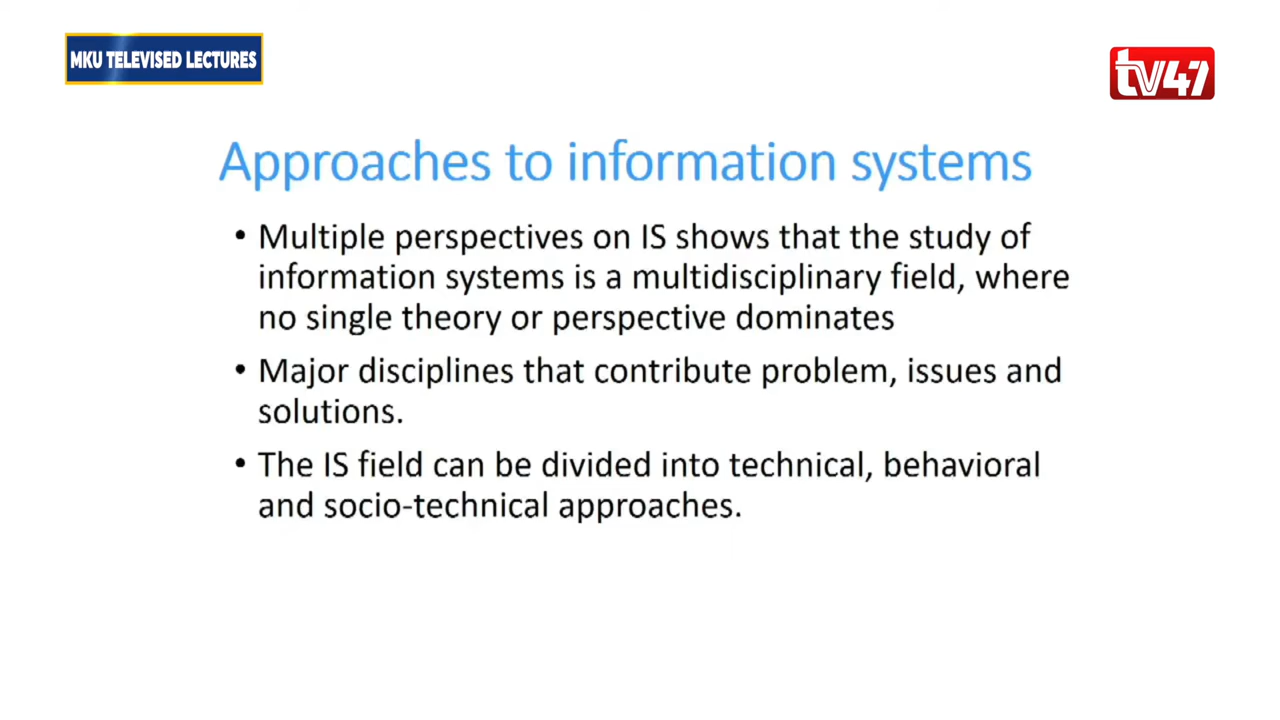 MKU TELEVISED LECTURES
tv47
Approaches to information systems
• Multiple perspectives on IS shows that the study of
information systems is a multidisciplinary field, where
no single theory or perspective dominates
• Major disciplines that contribute problem, issues and
solutions.
• The IS field can be divided into technical, behavioral
and socio-technical approaches.